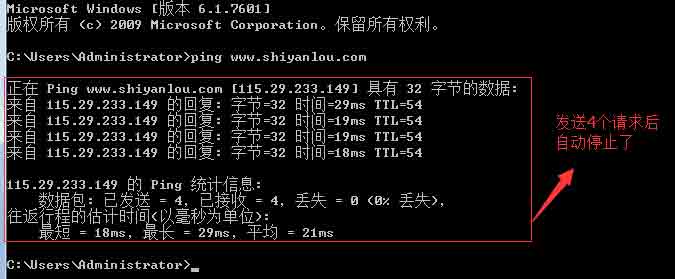 Microsoft Windows [版本 6.1.7601]
版权所有 (c) 2009 Microsoft Corporation。保留所有权利。
C:\Users\Administrator>ping www.shiyanlou.com
正在 Ping www.shiyanlou.com [115.29.233.149] 具有 32 字节的数据:
来自 115.29.233.149 的回复: 字节=32 时间=29ms TTL=54
来自 115.29.233.149 的回复: 字节=32 时间=19ms TTL=54
来自 115.29.233.149 的回复: 字节=32 时间=19ms TTL=54
来自 115.29.233.149 的回复: 字节=32 时间=18ms TTL=54
115.29.233.149 的 Ping 统计信息:
数据包: 已发送 = 4，已接收 = 4，丢失 = 0 (0% 丢失)，
往返行程的估计时间(以毫秒为单位):
最短 = 18ms，最长 = 29ms，平均 = 21ms
C:\Users\Administrator>_
发送4个请求后
自动停止了